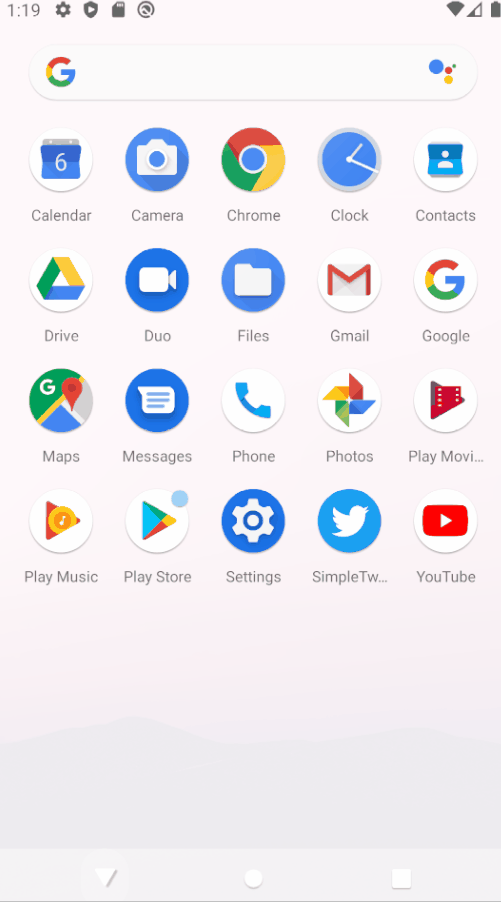 1:19
6
Calendar Camera Chrome Clock Contacts
Drive Duo Files Gmail Google
G
Maps Messages Phone Photos Play Movi...
Play Music Play Store Settings SimpleTw... YouTube